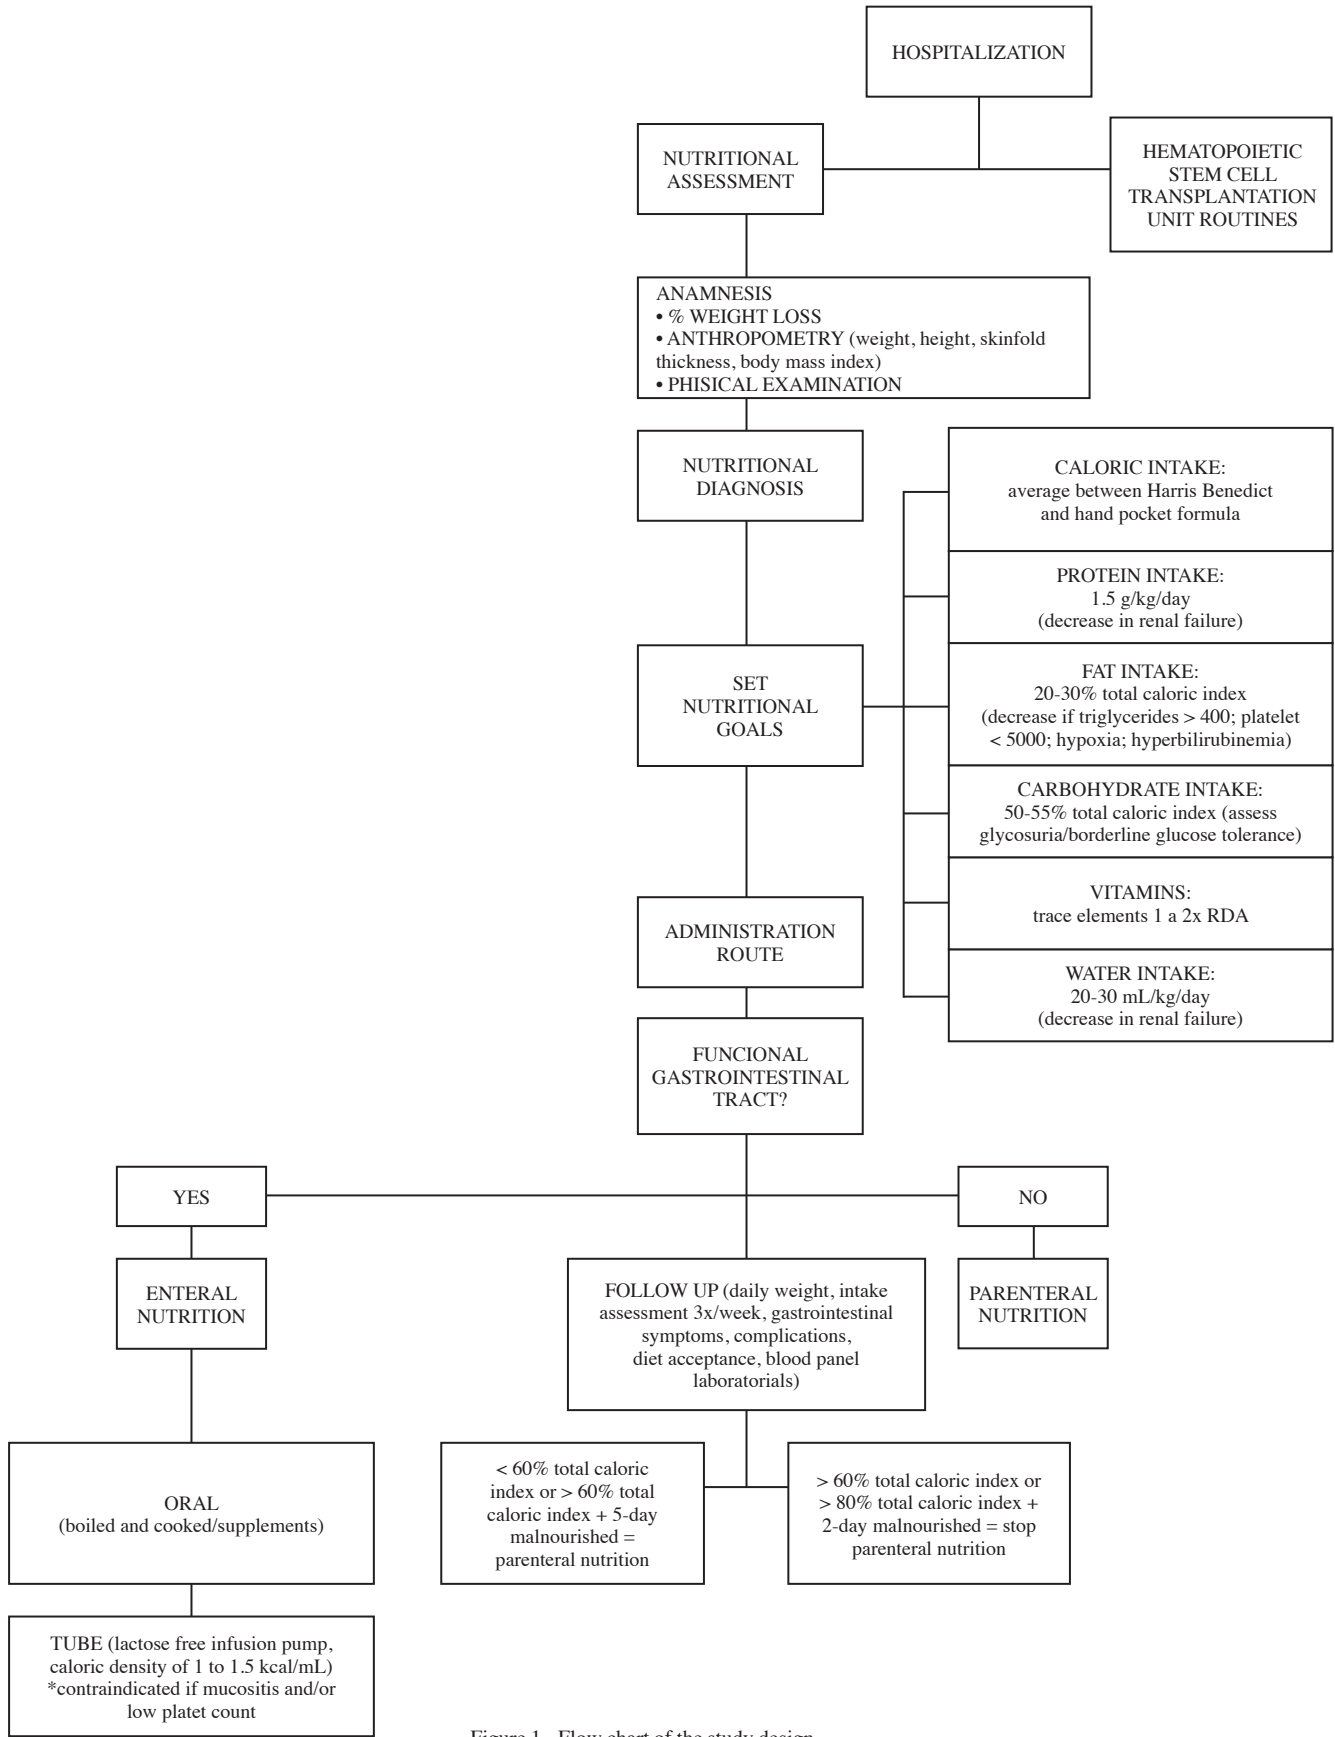 HOSPITALIZATION
NUTRITIONAL
ASSESSMENT
HEMATOPOIETIC
STEM CELL
TRANSPLANTATION
UNIT ROUTINES
ANAMNESIS
• % WEIGHT LOSS
• ANTHROPOMETRY (weight, height, skinfold
thickness, body mass index)
• PHISICAL EXAMINATION
NUTRITIONAL
DIAGNOSIS
SET
NUTRITIONAL
GOALS
CALORIC INTAKE:
average between Harris Benedict
and hand pocket formula
PROTEIN INTAKE:
1.5 g/kg/day
(decrease in renal failure)
FAT INTAKE:
20-30% total caloric index
(decrease if triglycerides > 400; platelet
< 5000; hypoxia; hyperbilirubinemia)
CARBOHYDRATE INTAKE:
50-55% total caloric index (assess
glycosuria/borderline glucose tolerance)
VITAMINS:
trace elements 1 a 2x RDA
WATER INTAKE:
20-30 mL/kg/day
(decrease in renal failure)
ADMINISTRATION
ROUTE
FUNCIONAL
GASTROINTESTINAL
TRACT?
YES
NO
ENTERAL
NUTRITION
FOLLOW UP (daily weight, intake
assessment 3x/week, gastrointestinal
symptoms, complications,
diet acceptance, blood panel
laboratorials)
PARENTERAL
NUTRITION
ORAL
(boiled and cooked/supplements)
< 60% total caloric
index or > 60% total
caloric index + 5-day
malnourished =
parenteral nutrition
> 60% total caloric index or
> 80% total caloric index +
2-day malnourished = stop
parenteral nutrition
TUBE (lactose free infusion pump,
caloric density of 1 to 1.5 kcal/mL)
*contraindicated if mucositis and/or
low platet count
Figure 1 - Flow chart of the study design